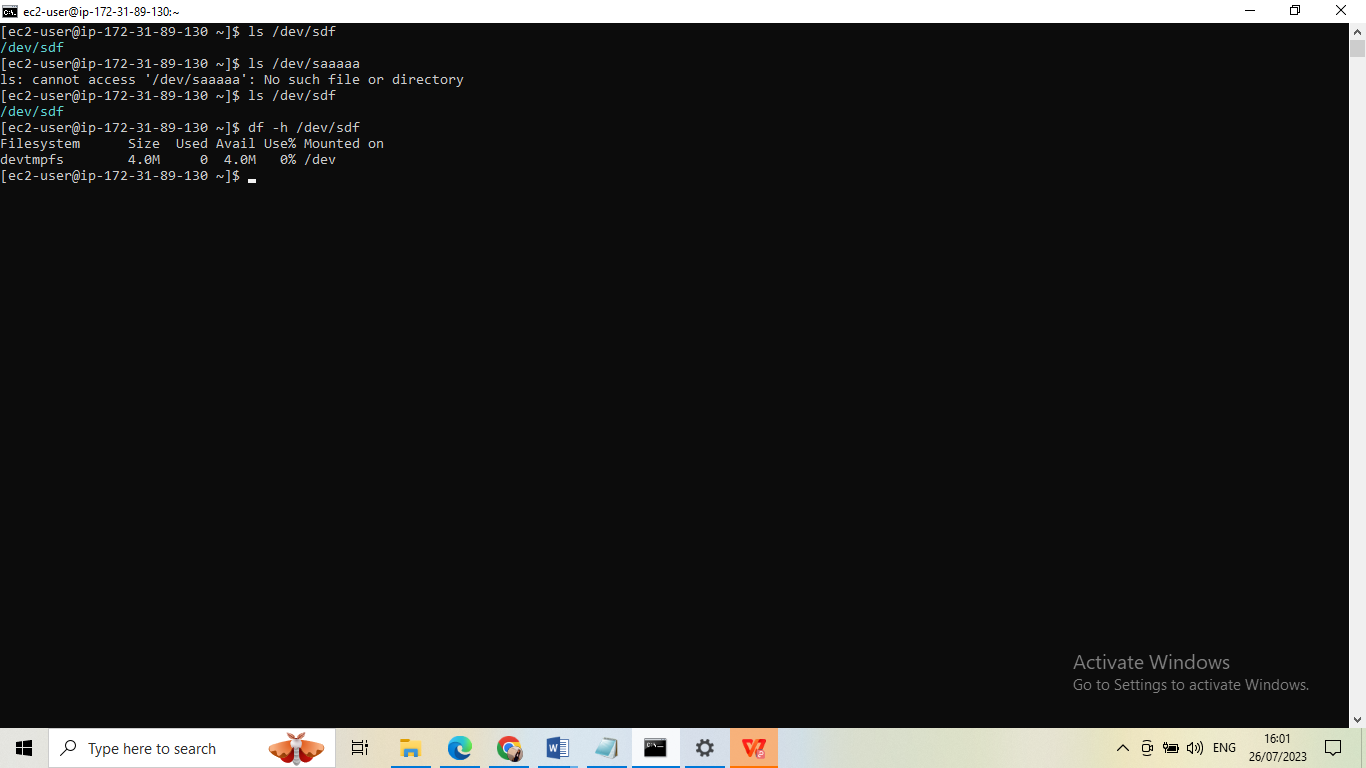 ec2-user@ip-172-31-89-130:~
[ec2-user@ip-172-31-89-130 ~]$ ls /dev/sdf
/dev/sdf
[ec2-user@ip-172-31-89-130 ~]$ ls /dev/saaaaa
ls: cannot access '/dev/saaaaa': No such file or directory
[ec2-user@ip-172-31-89-130 ~]$ ls /dev/sdf
/dev/sdf
[ec2-user@ip-172-31-89-130 ~]$ df -h /dev/sdf
Filesystem      Size  Used Avail Use% Mounted on
devtmpfs        4.0M     0  4.0M   0% /dev
[ec2-user@ip-172-31-89-130 ~]$
Activate Windows
Go to Settings to activate Windows.
Type here to search
ENG
16:01
26/07/2023